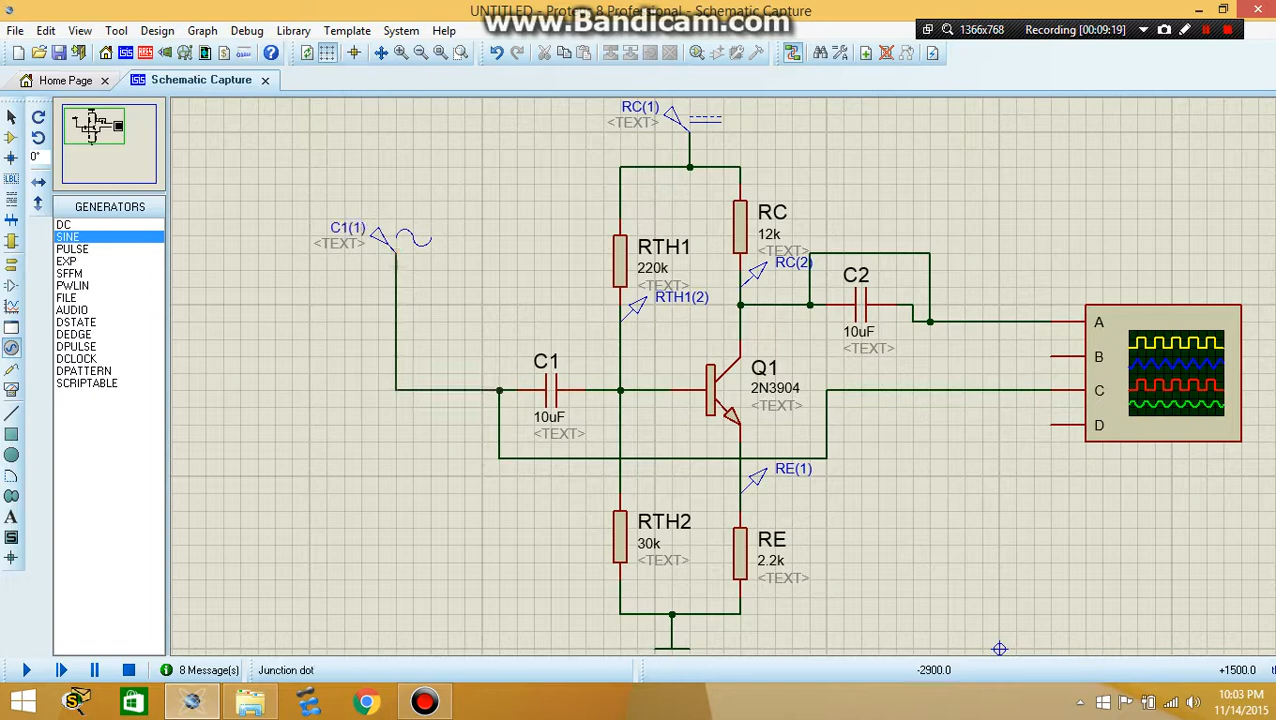 UNTITLED - Proteus 8 Professional - Schematic Capture
www.Bandicam.com
1366x768
Recording [00:09:19]
File Edit View Tool Design Graph Debug Library Template System Help
Home Page
Schematic Capture
0°
GENERATORS
DC
SINE
PULSE
EXP
SFFM
PWLIN
FILE
AUDIO
DSTATE
DEDGE
DPULSE
DCLOCK
DPATTERN
SCRIPTABLE
RC(1)
<TEXT>
C1(1)
<TEXT>
RC
12k
<TEXT>
RC(2)
RTH1
220k
<TEXT>
RTH1(2)
C2
10uF
<TEXT>
C1
10uF
<TEXT>
Q1
2N3904
<TEXT>
A
B
C
D
RE(1)
RTH2
30k
<TEXT>
RE
2.2k
<TEXT>
8 Message(s)
Junction dot
-2900.0
+1500.0
10:03 PM
11/14/2015